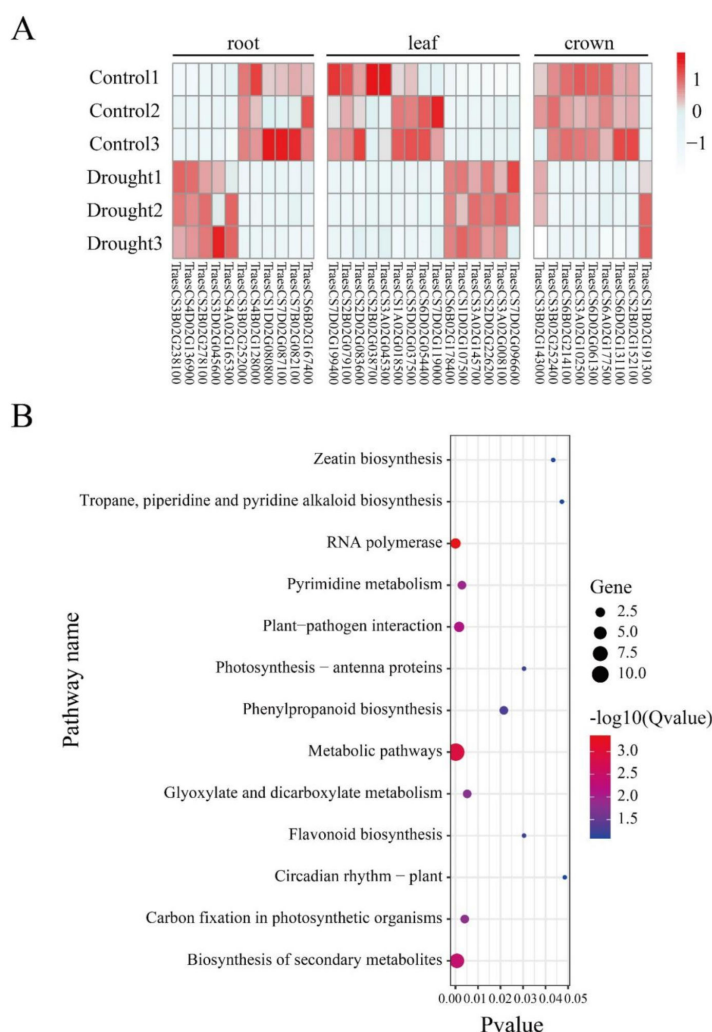 A
root leaf crown
Control1
Control2
Control3
Drought1
Drought2
Drought3
1
0
−1
TraesCS3B02G238100
TraesCS4D02G136900
TraesCS2B02G278100
TraesCS3D02G045600
TraesCS4A02G165300
TraesCS3B02G252000
TraesCS4B02G128000
TraesCS1D02G080800
TraesCS7D02G087100
TraesCS7B02G082100
TraesCS6B02G167400
TraesCS7D02G199400
TraesCS2B02G079100
TraesCS2D02G083600
TraesCS2B02G038700
TraesCS3A02G045300
TraesCS1A02G018500
TraesCS5D02G037500
TraesCS6D02G054400
TraesCS7D02G119000
TraesCS6B02G178400
TraesCS1D02G107500
TraesCS3A02G145700
TraesCS2D02G226200
TraesCS3A02G008100
TraesCS7D02G096600
TraesCS3B02G143000
TraesCS3B02G252400
TraesCS6B02G214100
TraesCS3A02G102500
TraesCS6D02G061300
TraesCS6A02G177500
TraesCS6D02G131100
TraesCS2B02G152100
TraesCS1B02G191300
B
Pathway name
Zeatin biosynthesis
Tropane, piperidine and pyridine alkaloid biosynthesis
RNA polymerase
Pyrimidine metabolism
Plant−pathogen interaction
Photosynthesis − antenna proteins
Phenylpropanoid biosynthesis
Metabolic pathways
Glyoxylate and dicarboxylate metabolism
Flavonoid biosynthesis
Circadian rhythm − plant
Carbon fixation in photosynthetic organisms
Biosynthesis of secondary metabolites
0.00 0.01 0.02 0.03 0.04 0.05
Pvalue
Gene
2.5
5.0
7.5
10.0
-log10(Qvalue)
3.0
2.5
2.0
1.5